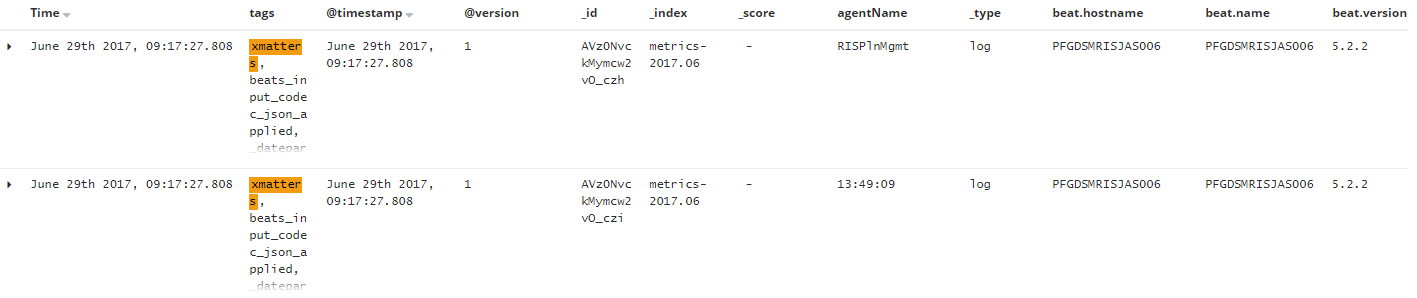 Time tags @timestamp @version _id _index _score agentName _type beat.hostname beat.name beat.version
June 29th 2017, 09:17:27.808 xmatter June 29th 2017, 1 AVz0Nvc metrics- - RISPlnMgmt log PFGDSMRISJAS006 PFGDSMRISJAS006 5.2.2
s, 09:17:27.808 kMymcw2 2017.06
beats_in vO_czh
put_code
c_json_a
pplied,
_datepar
June 29th 2017, 09:17:27.808 xmatter June 29th 2017, 1 AVz0Nvc metrics- - 13:49:09 log PFGDSMRISJAS006 PFGDSMRISJAS006 5.2.2
s, 09:17:27.808 kMymcw2 2017.06
beats_in vO_czi
put_code
c_json_a
pplied,
_datepar